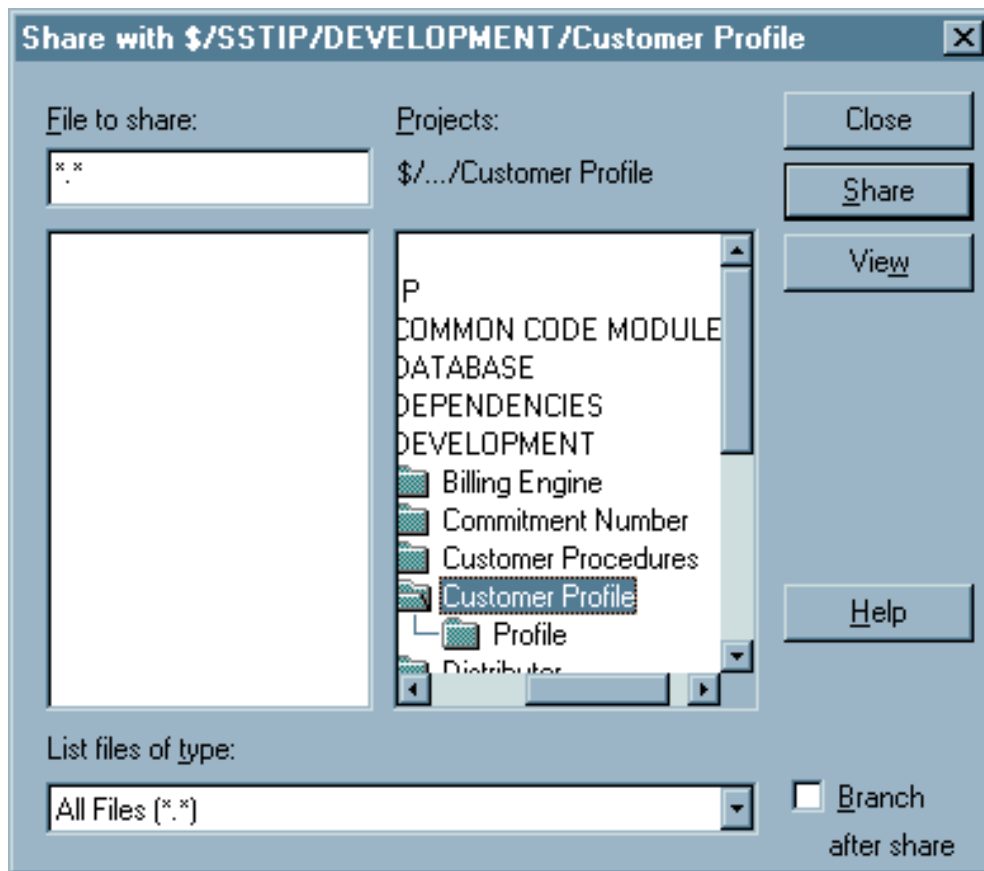 Share with $/SSTIP/DEVELOPMENT/Customer Profile
File to share:
Projects:
Close
*.*
$/.../Customer Profile
Share
View
IP
COMMON CODE MODULE
DATABASE
DEPENDENCIES
DEVELOPMENT
Billing Engine
Commitment Number
Customer Procedures
Customer Profile
Profile
Distributor
Help
List files of type:
All Files (*.*)
Branch
after share